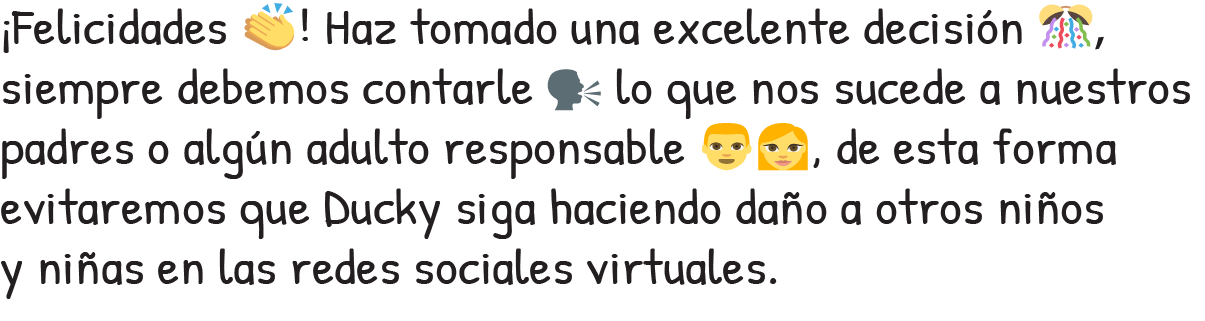 ¡Felicidades 👏! Haz tomado una excelente decisión 🎊,
siempre debemos contarle 🗣 lo que nos sucede a nuestros
padres o algún adulto responsable 👨👩, de esta forma
evitaremos que Ducky siga haciendo daño a otros niños
y niñas en las redes sociales virtuales.